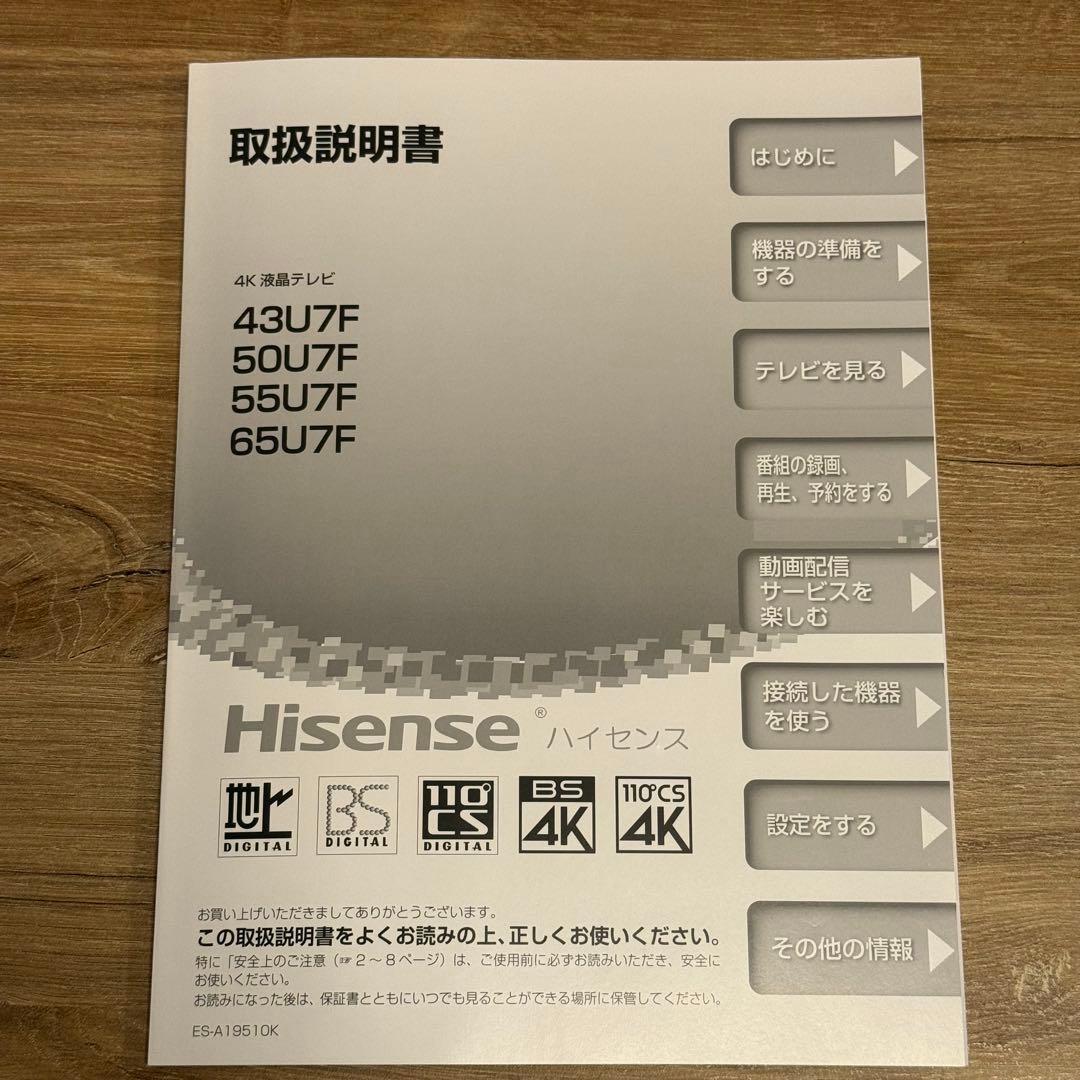 取扱説明書
4K 液晶テレビ
43U7F
50U7F
55U7F
65U7F
はじめに
機器の準備を
する
テレビを見る
番組の録画、
再生、予約をする
動画配信
サービスを
楽しむ
接続した機器
を使う
設定をする
その他の情報
Hisense® ハイセンス
地上
DIGITAL
BS
DIGITAL
110°
CS
DIGITAL
BS
4K
110°CS
4K
お買い上げいただきましてありがとうございます。
この取扱説明書をよくお読みの上、正しくお使いください。
特に「安全上のご注意（☞2〜8ページ）は、ご使用前に必ずお読みいただき、安全に
お使いください。
お読みになった後は、保証書とともにいつでも見ることができる場所に保管してください。
ES-A19510K